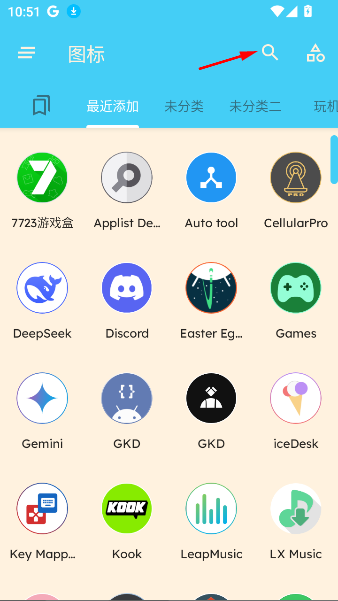 10:51
图标
最近添加 未分类 未分类二 玩机
7723游戏盒 Applist De... Auto tool CellularPro
PRO
DeepSeek Discord Easter Eg... Games
Gemini GKD GKD iceDesk
KOOK
Key Mapp... Kook LeapMusic LX Music